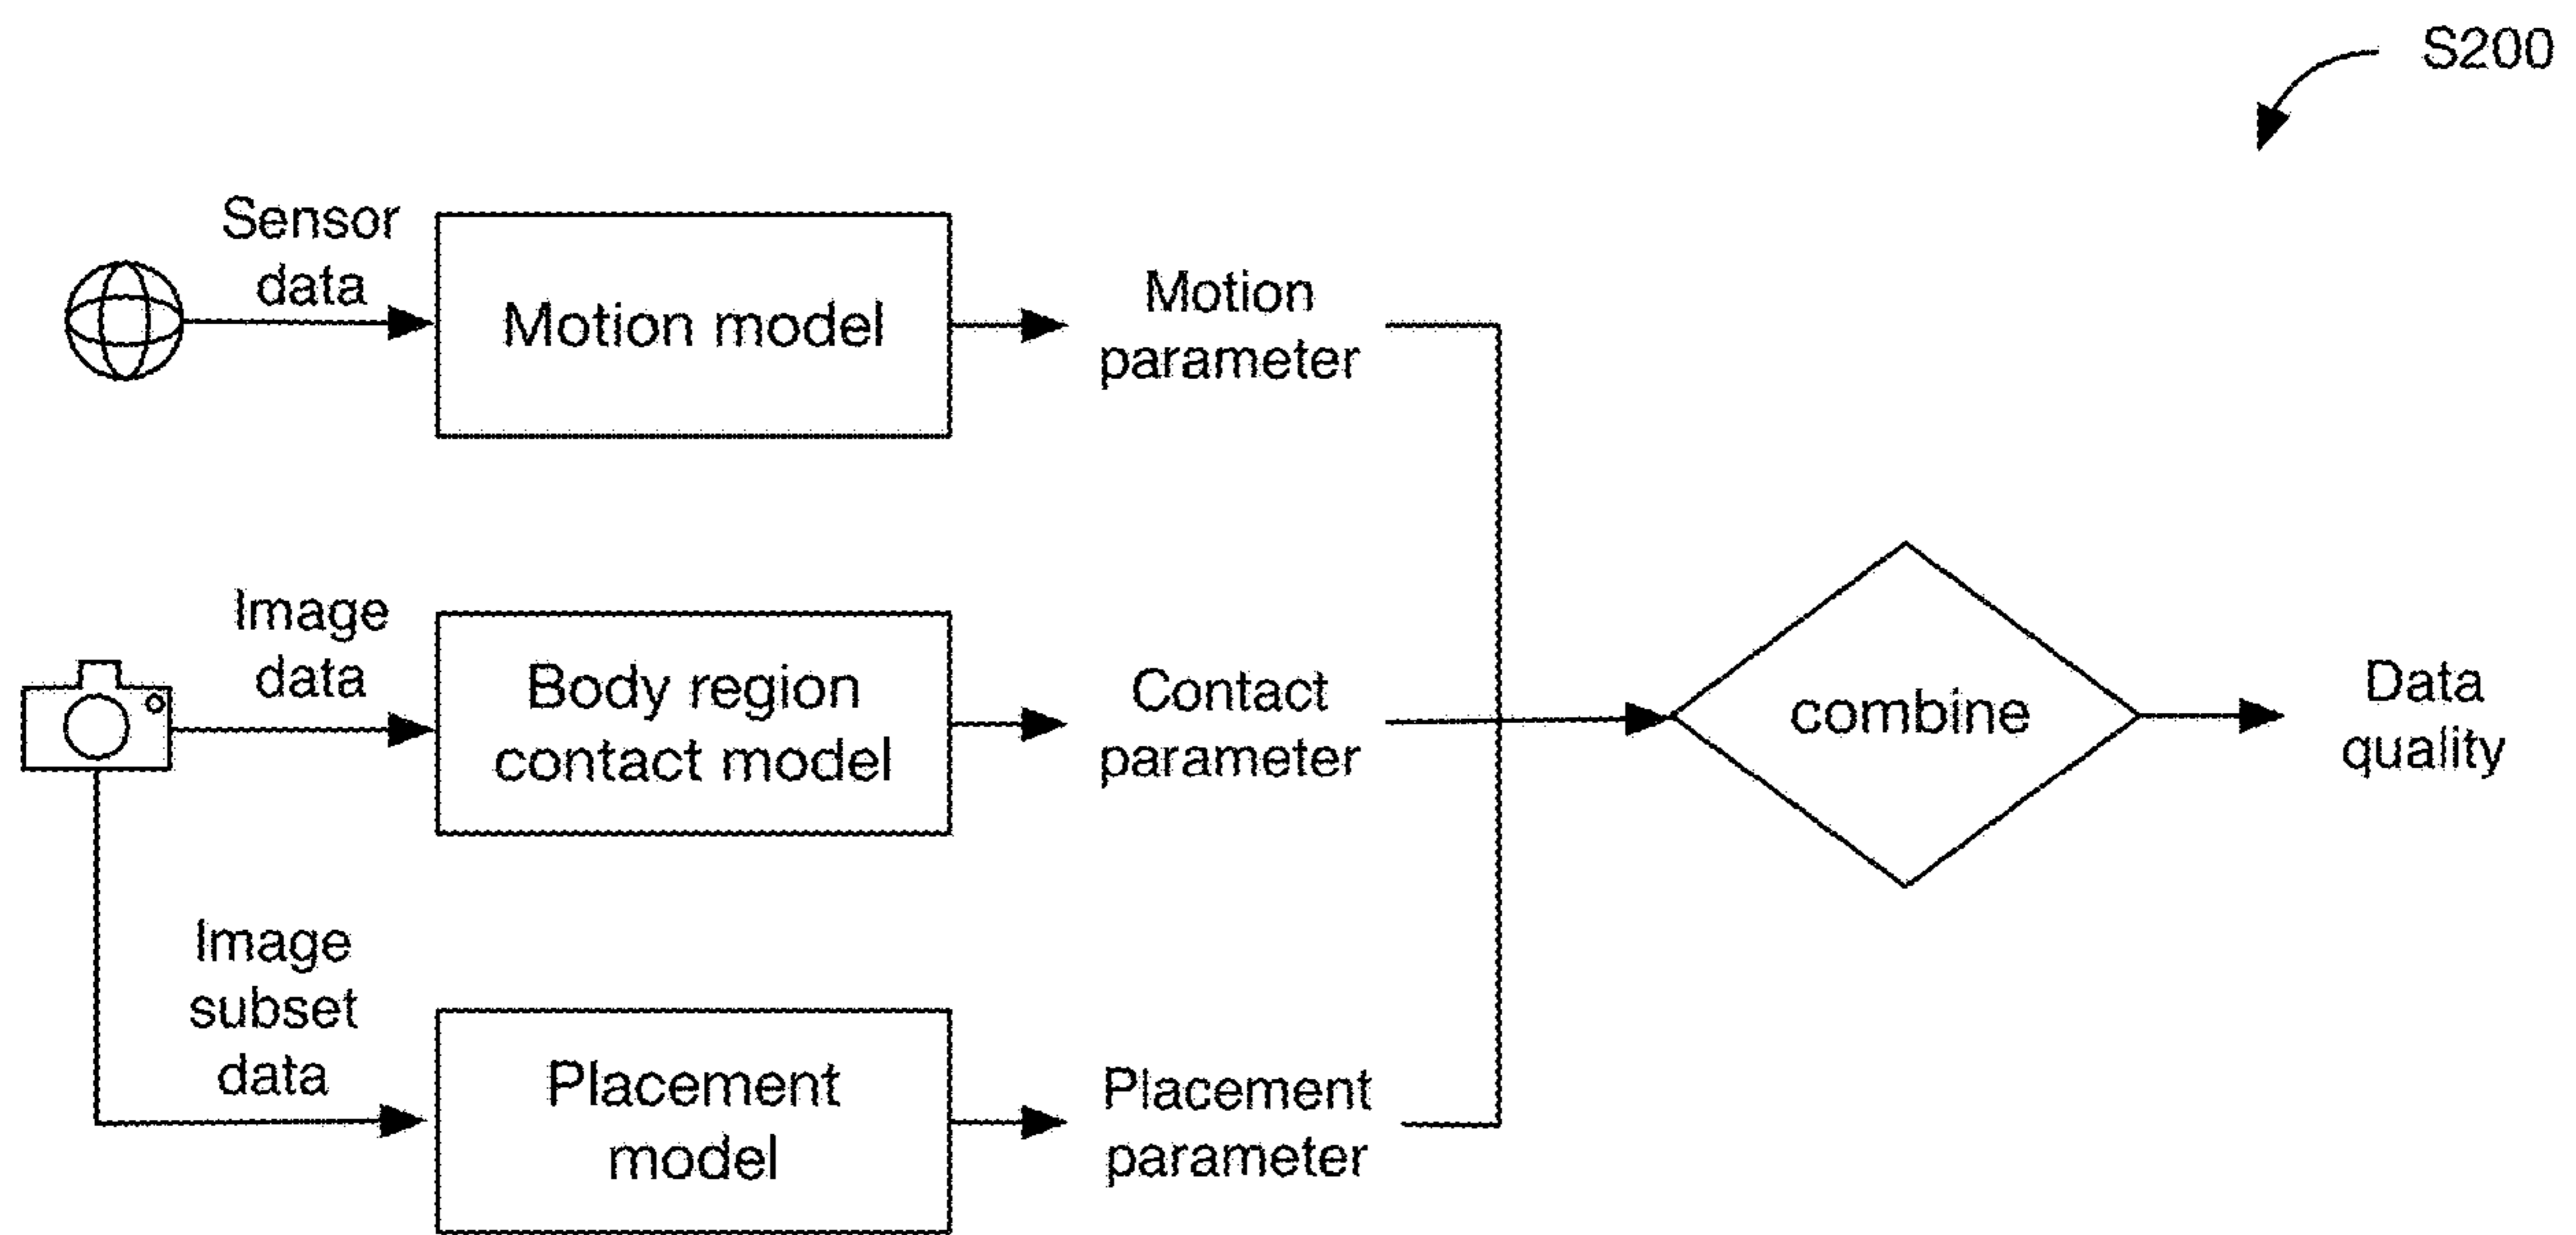 S200
Sensor
data
Motion model
Motion
parameter
Image
data
Body region
contact model
Contact
parameter
combine
Data
quality
Image
subset
data
Placement
model
Placement
parameter